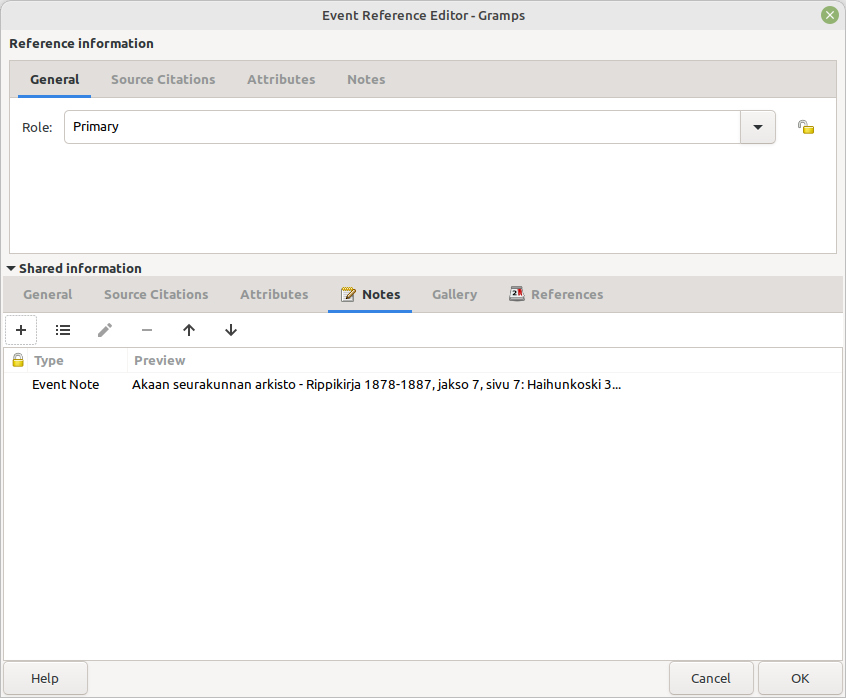 Event Reference Editor - Gramps
Reference information
General Source Citations Attributes Notes
Role: Primary
Shared information
General Source Citations Attributes Notes Gallery References
Type Preview
Event Note Akaan seurakunnan arkisto - Rippikirja 1878-1887, jakso 7, sivu 7: Haihunkoski 3...
Help Cancel OK